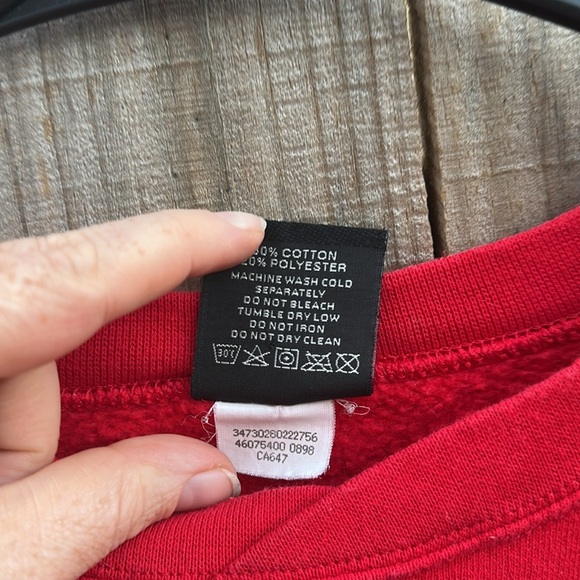 % COTTON
20% POLYESTER
MACHINE WASH COLD
SEPARATELY
DO NOT BLEACH
TUMBLE DRY LOW
DO NOT IRON
DO NOT DRY CLEAN
30°
34730280222756
46075400 0898
CA647